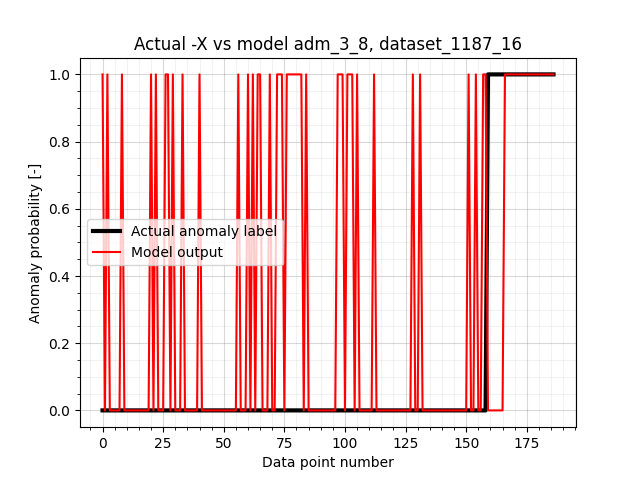 Actual -X vs model adm_3_8, dataset_1187_16
Anomaly probability [-]
1.0
0.8
0.6
0.4
0.2
0.0
Actual anomaly label
Model output
0 25 50 75 100 125 150 175
Data point number